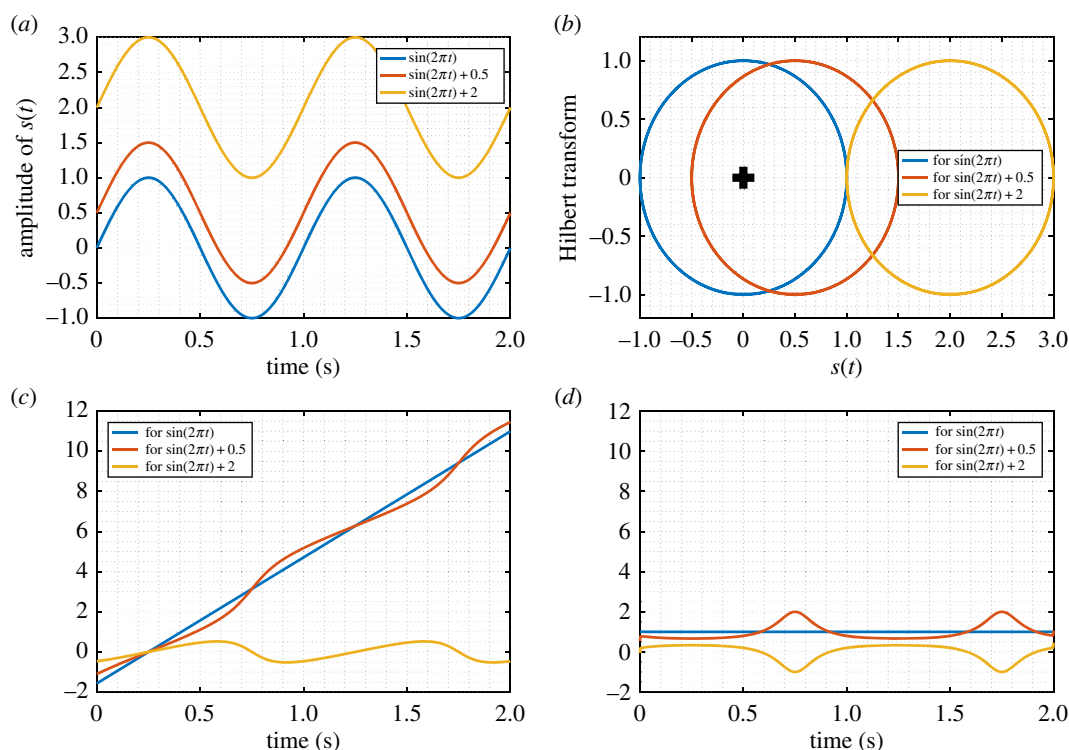 (a)
3.0
2.5
2.0
1.5
1.0
0.5
0
−0.5
−1.0
amplitude of s(t)
sin(2πt)
sin(2πt) + 0.5
sin(2πt) + 2
0 0.5 1.0 1.5 2.0
time (s)
(b)
1.0
0.5
0
−0.5
−1.0
Hilbert transform
for sin(2πt)
for sin(2πt) + 0.5
for sin(2πt) + 2
−1.0 −0.5 0 0.5 1.0 1.5 2.0 2.5 3.0
s(t)
(c)
12
10
8
6
4
2
0
−2
for sin(2πt)
for sin(2πt) + 0.5
for sin(2πt) + 2
0 0.5 1.0 1.5 2.0
time (s)
(d)
12
10
8
6
4
2
0
−2
for sin(2πt)
for sin(2πt) + 0.5
for sin(2πt) + 2
0 0.5 1.0 1.5 2.0
time (s)